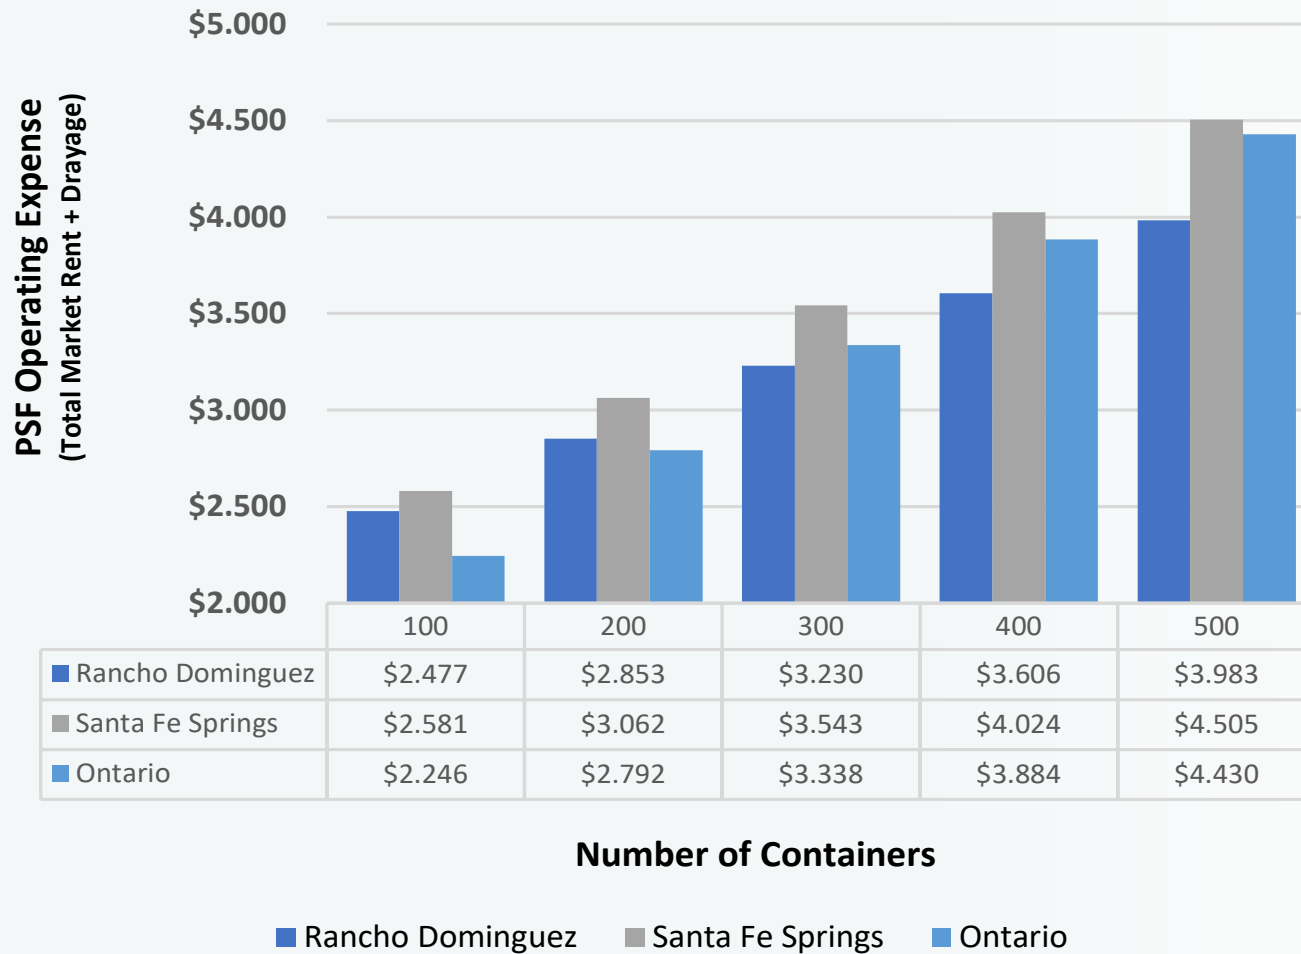 $5.000
$4.500
$4.000
$3.500
$3.000
$2.500
$2.000
PSF Operating Expense
(Total Market Rent + Drayage)
100 200 300 400 500
Rancho Dominguez $2.477 $2.853 $3.230 $3.606 $3.983
Santa Fe Springs $2.581 $3.062 $3.543 $4.024 $4.505
Ontario $2.246 $2.792 $3.338 $3.884 $4.430
Number of Containers
Rancho Dominguez Santa Fe Springs Ontario